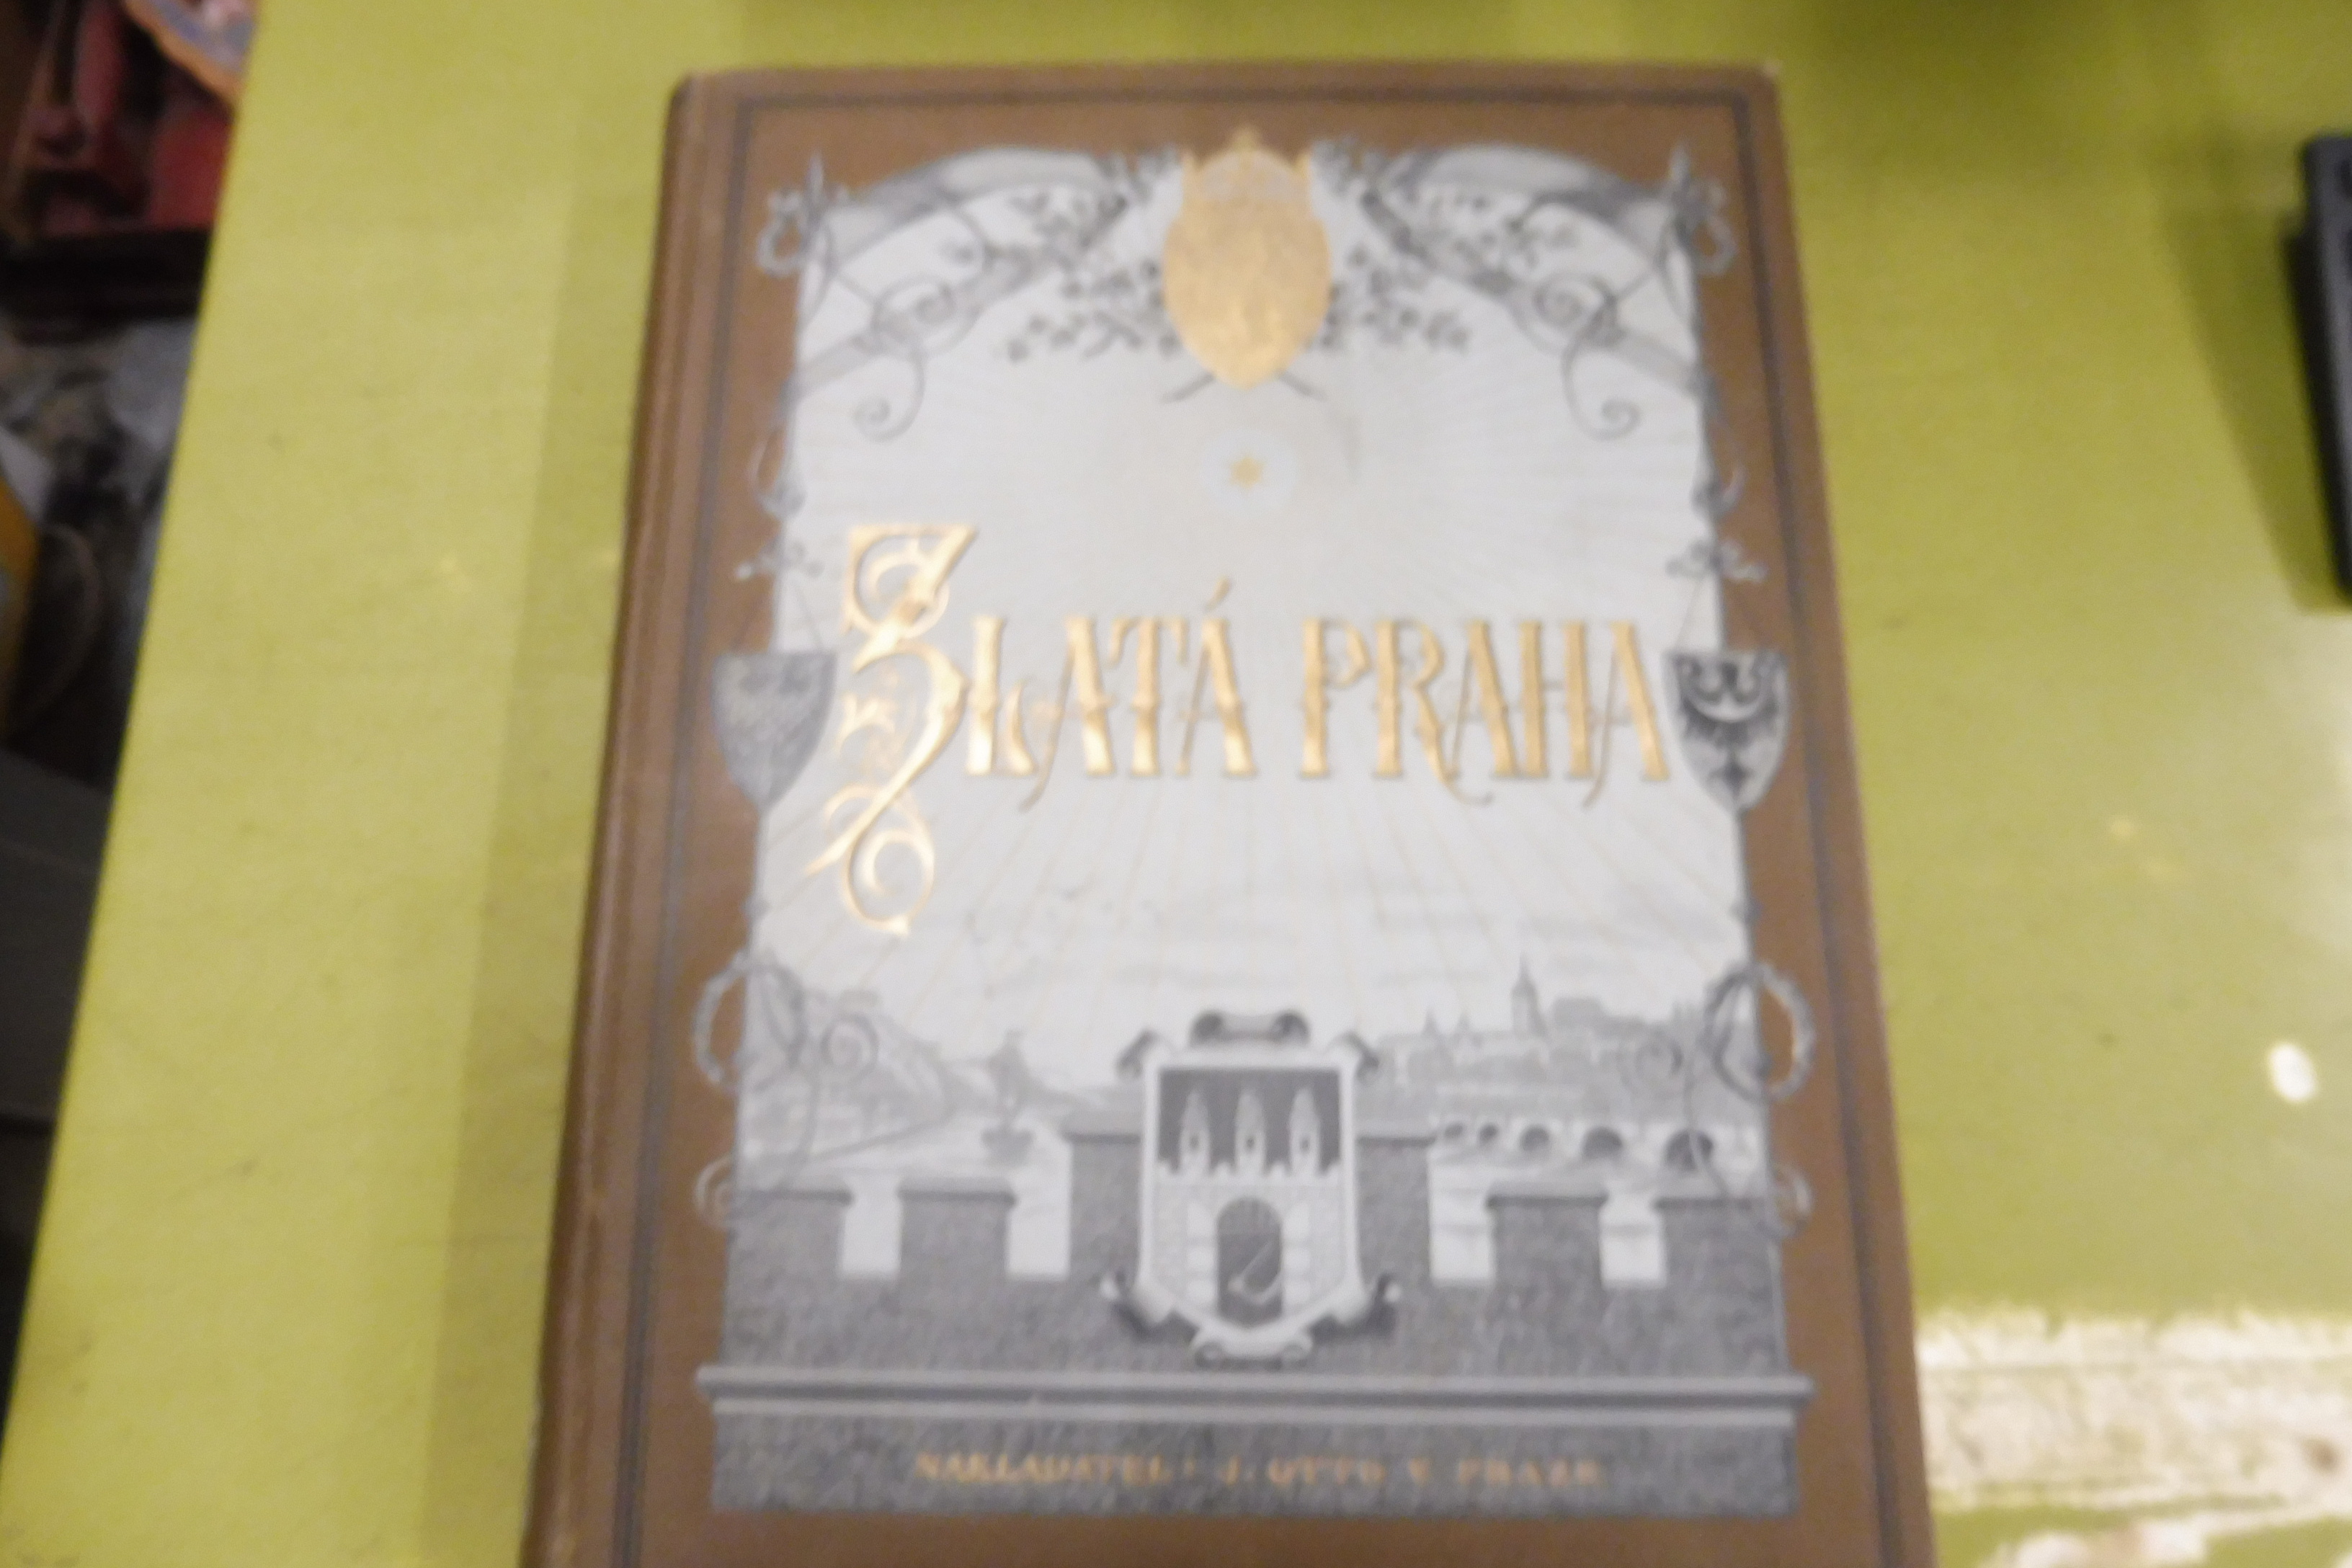 ZLATÁ PRAHA
NAKLADATEL J. OTTO V PRAZE